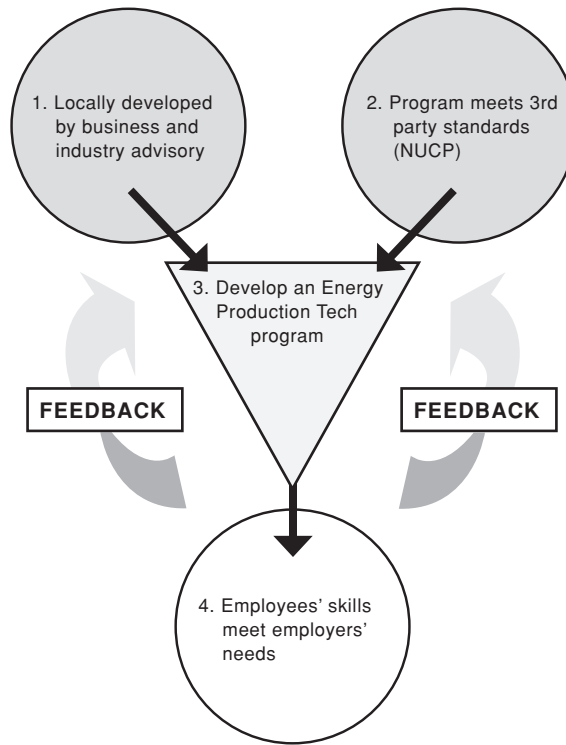 1. Locally developed
by business and
industry advisory
2. Program meets 3rd
party standards
(NUCP)
3. Develop an Energy
Production Tech
program
FEEDBACK
FEEDBACK
4. Employees’ skills
meet employers’
needs